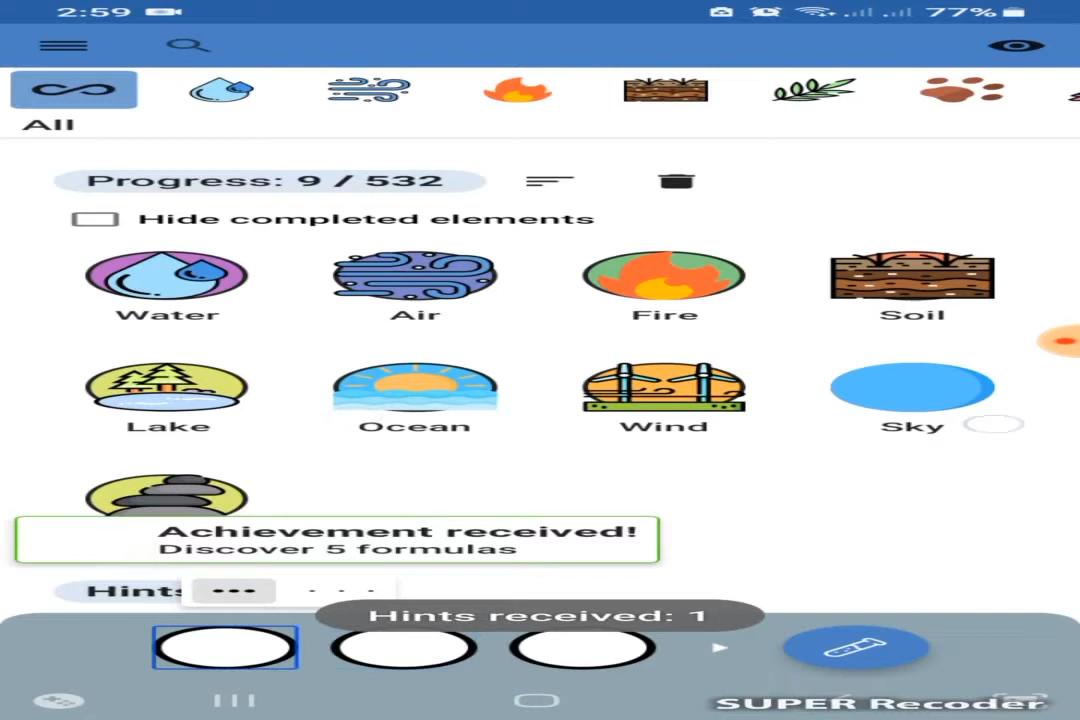 2:59 77%
All
Progress: 9 / 532
Hide completed elements
Water Air Fire Soil
Lake Ocean Wind Sky
Achievement received!
Discover 5 formulas
Hints
Hints received: 1
SUPER Recoder